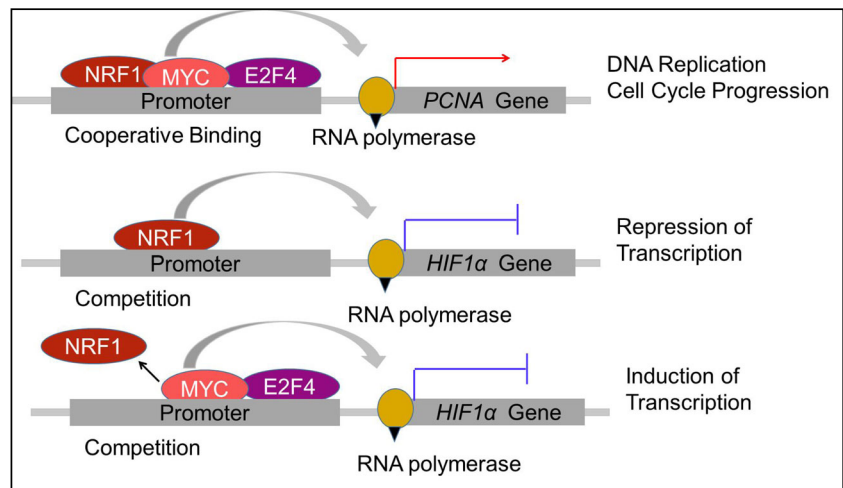 NRF1 MYC E2F4
Promoter
PCNA Gene
DNA Replication
Cell Cycle Progression
Cooperative Binding
RNA polymerase
NRF1
Promoter
HIF1α Gene
Repression of
Transcription
Competition
RNA polymerase
NRF1
MYC E2F4
Promoter
HIF1α Gene
Induction of
Transcription
Competition
RNA polymerase